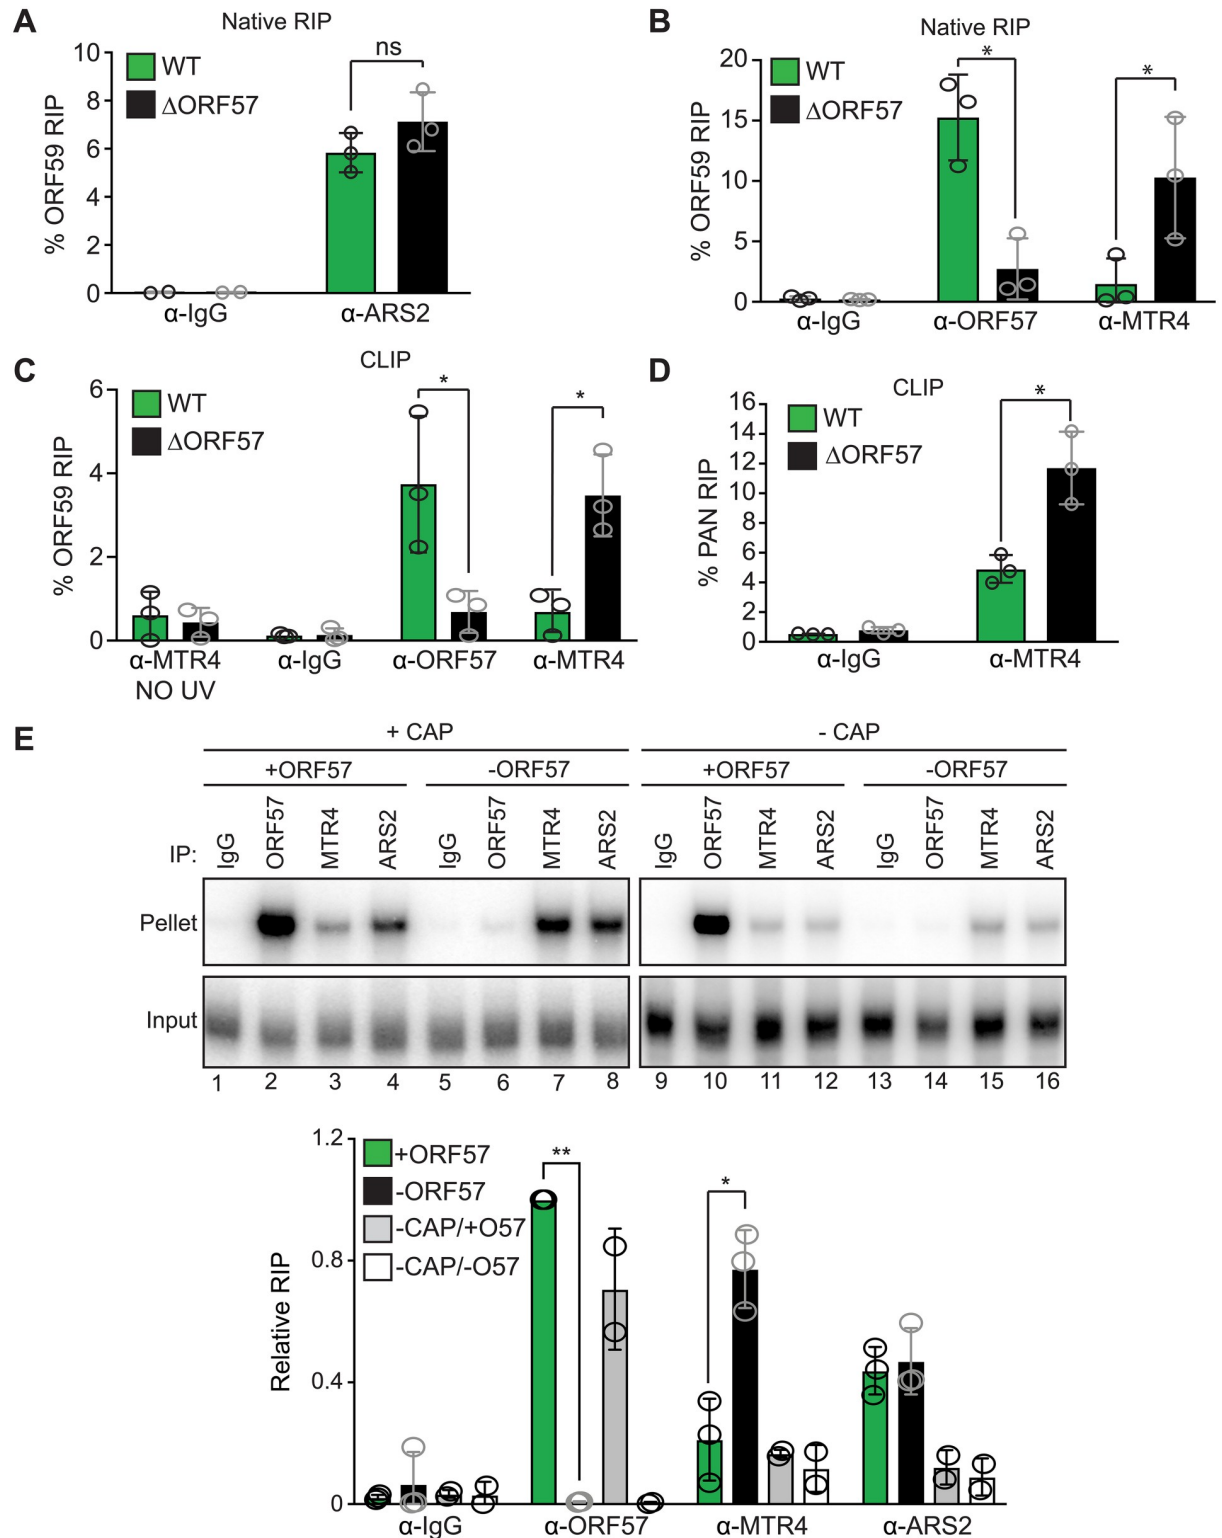 A
Native RIP
% ORF59 RIP
10
8
6
4
2
0
WT
ΔORF57
ns
α-IgG
α-ARS2
B
Native RIP
% ORF59 RIP
20
15
10
5
0
WT
ΔORF57
*
*
α-IgG
α-ORF57
α-MTR4
C
CLIP
% ORF59 RIP
6
4
2
0
WT
ΔORF57
*
*
α-MTR4
NO UV
α-IgG
α-ORF57
α-MTR4
D
CLIP
% PAN RIP
16
14
12
10
8
6
4
2
0
WT
ΔORF57
*
α-IgG
α-MTR4
E
+ CAP
- CAP
+ORF57
-ORF57
+ORF57
-ORF57
IP:
IgG
ORF57
MTR4
ARS2
IgG
ORF57
MTR4
ARS2
IgG
ORF57
MTR4
ARS2
IgG
ORF57
MTR4
ARS2
Pellet
Input
1 2 3 4 5 6 7 8 9 10 11 12 13 14 15 16
Relative RIP
1.2
0.8
0.4
0
+ORF57
-ORF57
-CAP/+O57
-CAP/-O57
**
*
α-IgG
α-ORF57
α-MTR4
α-ARS2